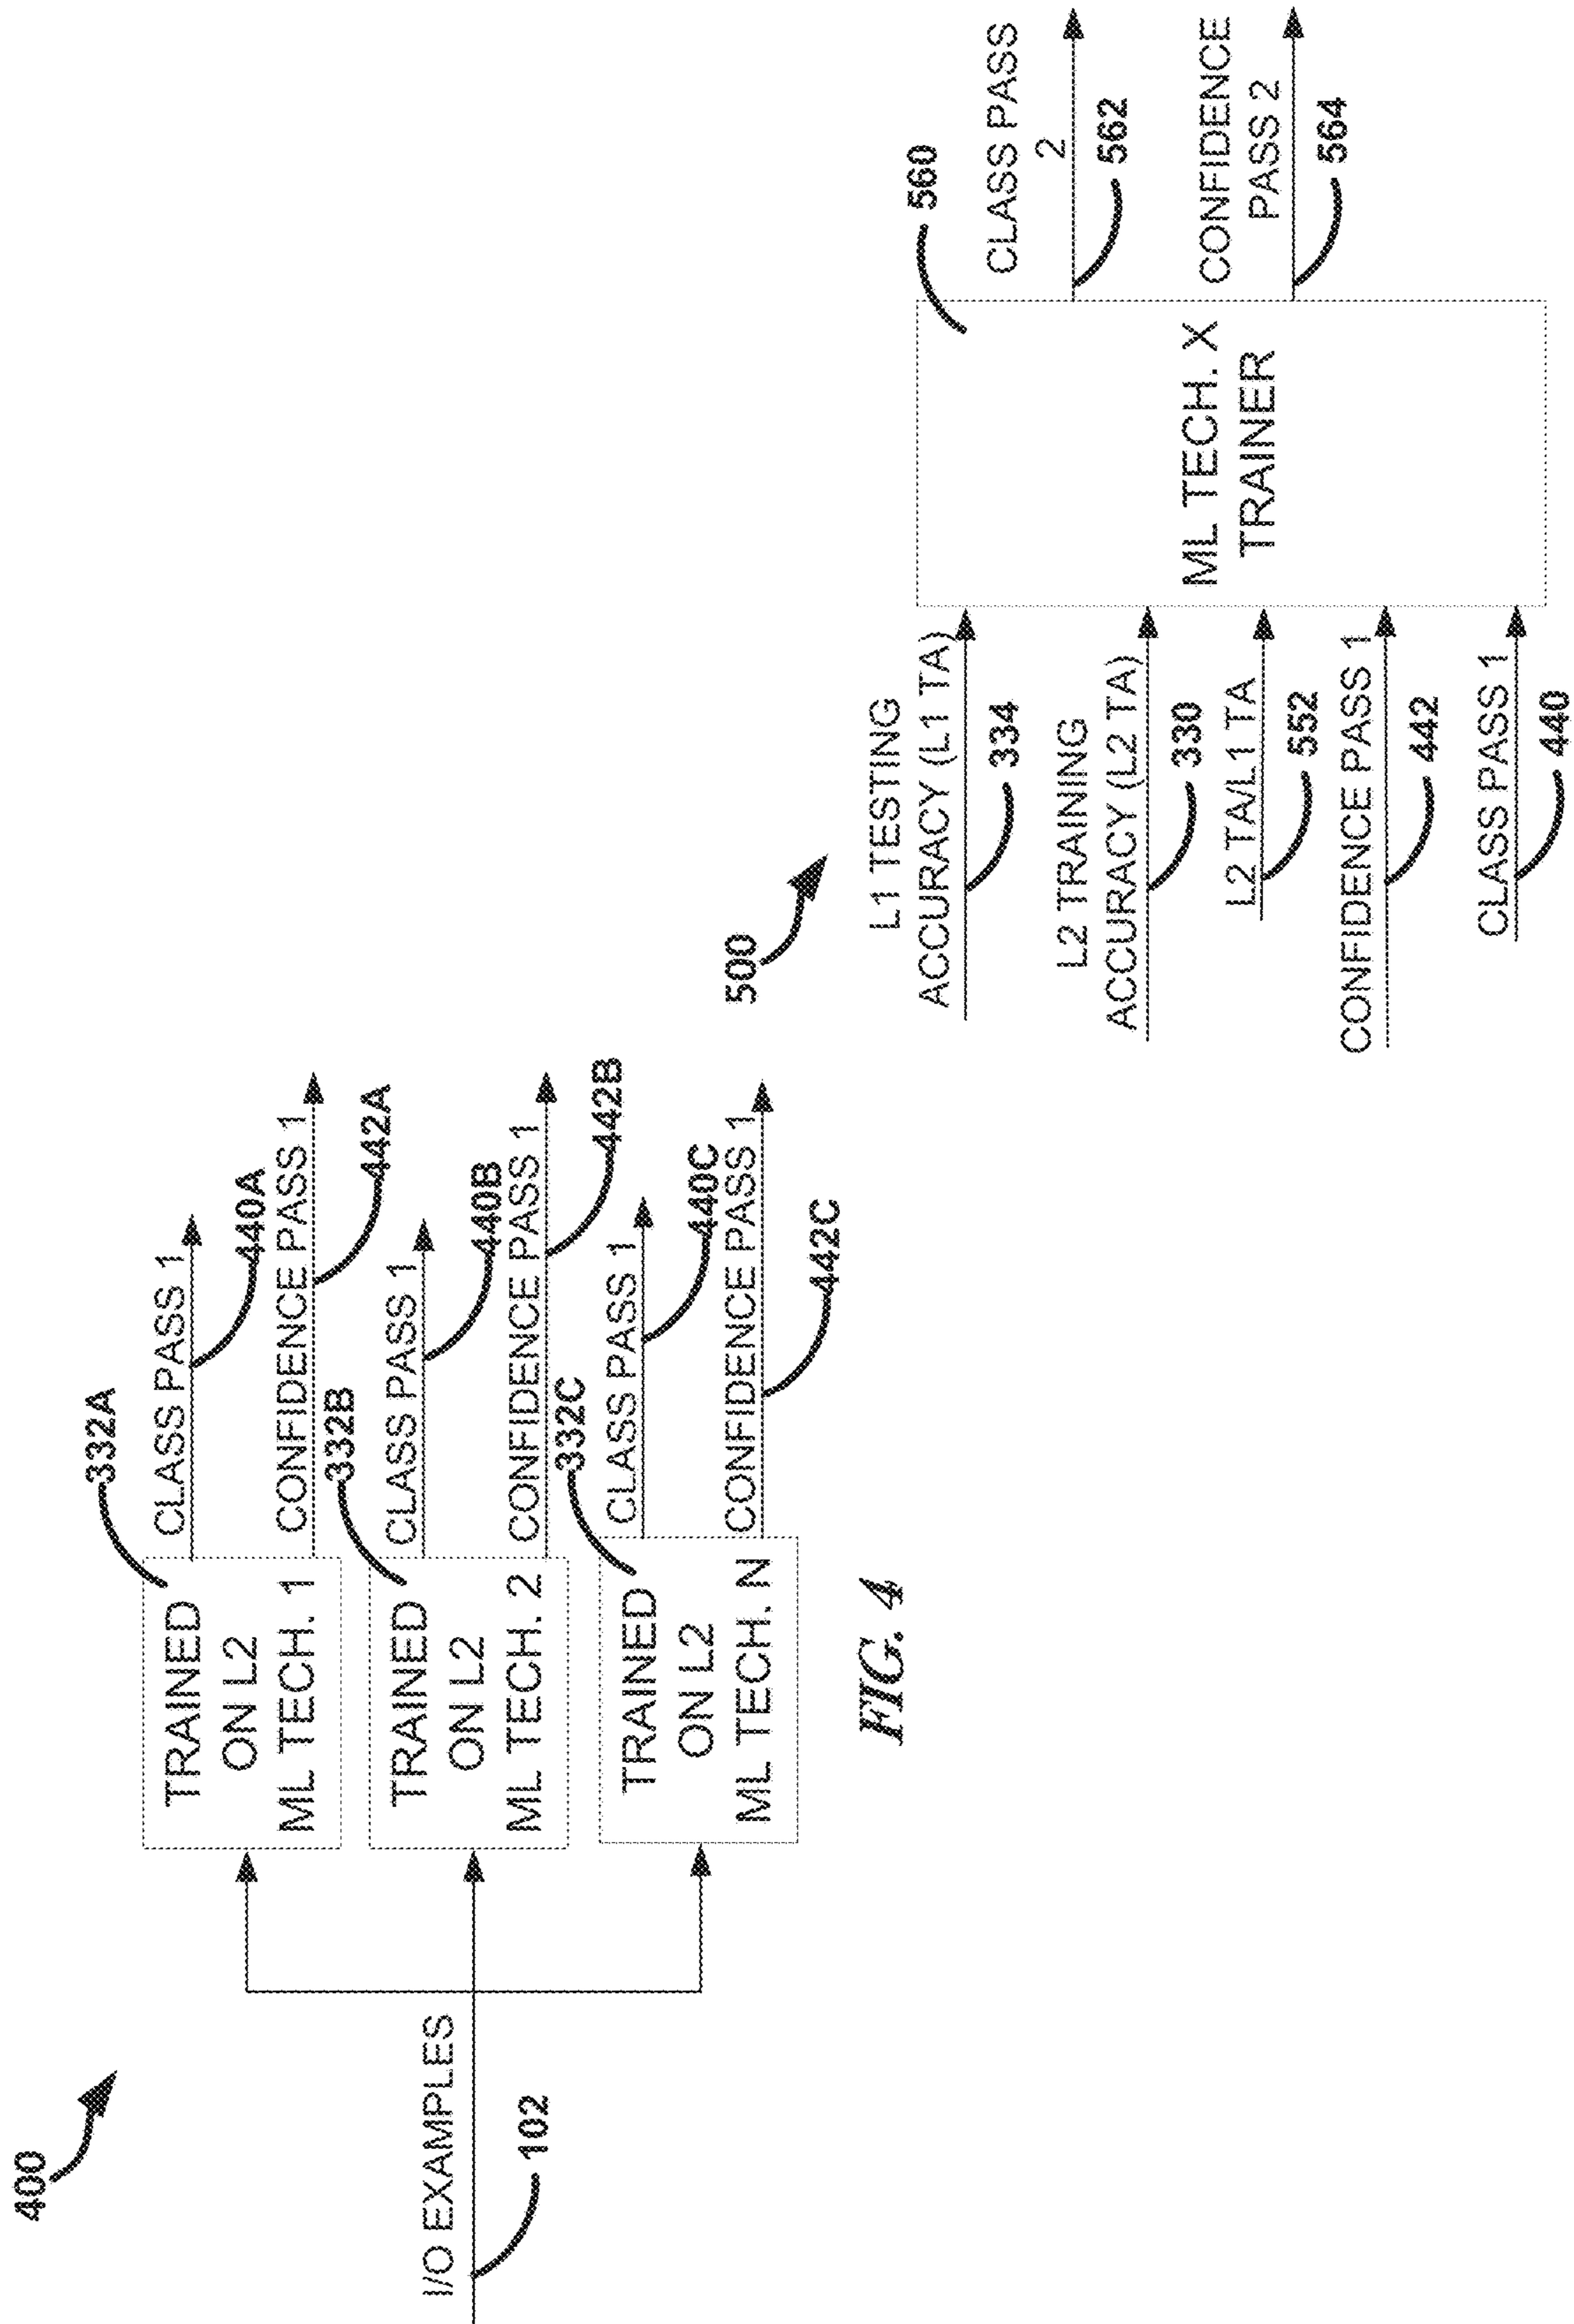 400
I/O EXAMPLES
102
TRAINED
ON L2
ML TECH. 1
332A
CLASS PASS 1
440A
CONFIDENCE PASS 1
442A
TRAINED
ON L2
ML TECH. 2
332B
CLASS PASS 1
440B
CONFIDENCE PASS 1
442B
TRAINED
ON L2
ML TECH. N
332C
CLASS PASS 1
440C
CONFIDENCE PASS 1
442C
FIG. 4
500
L1 TESTING
ACCURACY (L1 TA)
334
L2 TRAINING
ACCURACY (L2 TA)
330
L2 TA/L1 TA
552
CONFIDENCE PASS 1
442
CLASS PASS 1
440
ML TECH. X
TRAINER
560
CLASS PASS
2
562
CONFIDENCE
PASS 2
564